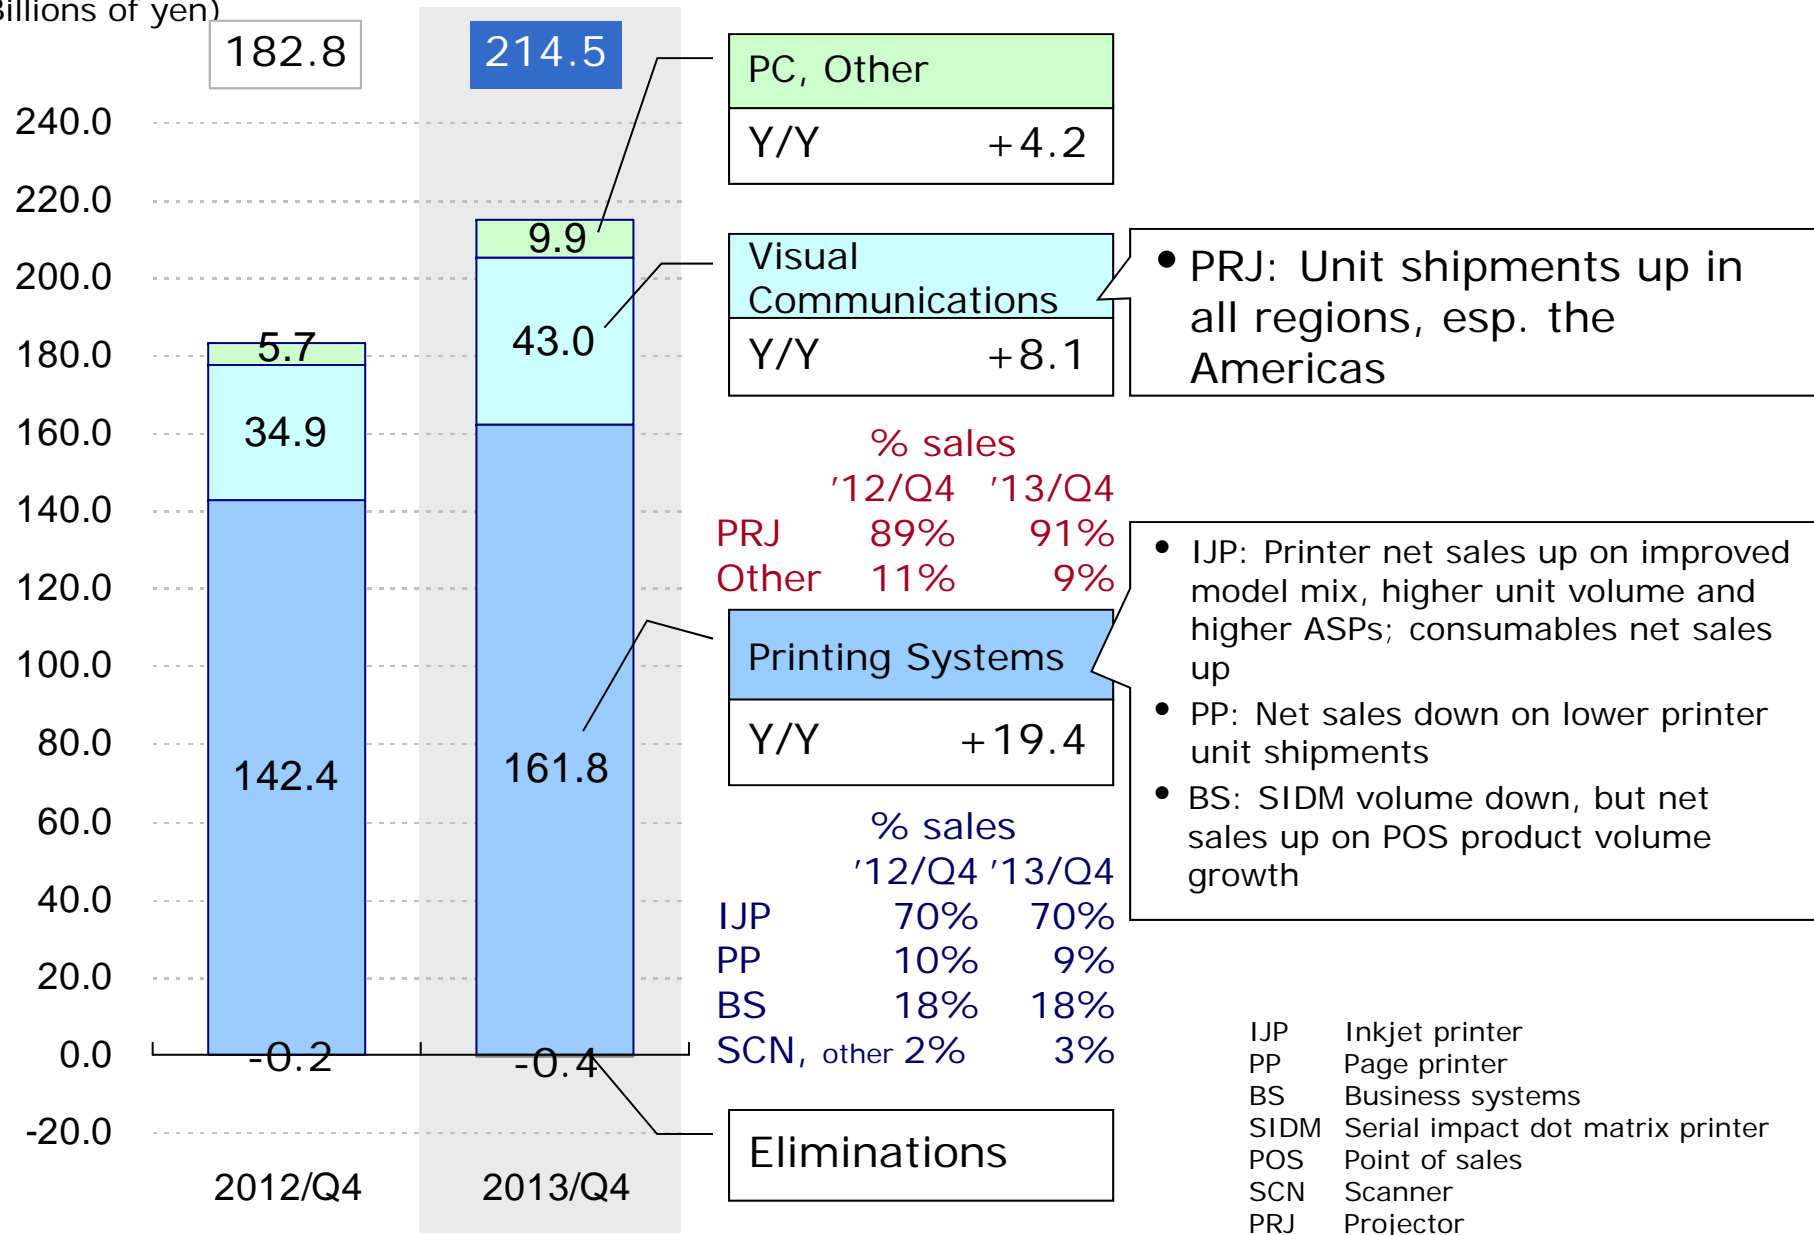 Billions of yen)
182.8
214.5
240.0
220.0
200.0
180.0
160.0
140.0
120.0
100.0
80.0
60.0
40.0
20.0
0.0
-20.0
5.7
34.9
142.4
-0.2
9.9
43.0
161.8
-0.4
2012/Q4
2013/Q4
PC, Other
Y/Y +4.2
Visual
Communications
Y/Y +8.1
• PRJ: Unit shipments up in
all regions, esp. the
Americas
% sales
'12/Q4 '13/Q4
PRJ 89% 91%
Other 11% 9%
Printing Systems
Y/Y +19.4
• IJP: Printer net sales up on improved
model mix, higher unit volume and
higher ASPs; consumables net sales
up
• PP: Net sales down on lower printer
unit shipments
• BS: SIDM volume down, but net
sales up on POS product volume
growth
% sales
'12/Q4 '13/Q4
IJP 70% 70%
PP 10% 9%
BS 18% 18%
SCN, other 2% 3%
Eliminations
IJP Inkjet printer
PP Page printer
BS Business systems
SIDM Serial impact dot matrix printer
POS Point of sales
SCN Scanner
PRJ Projector